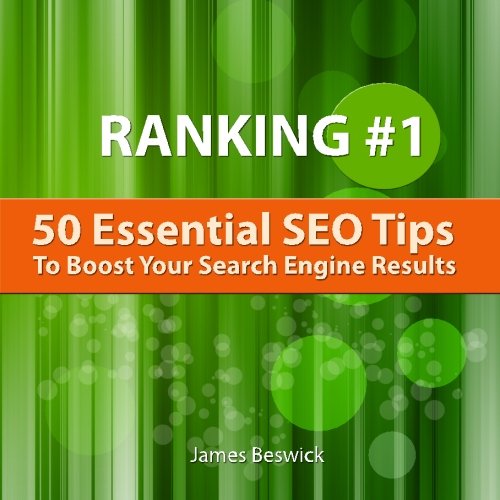 RANKING #1
50 Essential SEO Tips
To Boost Your Search Engine Results
James Beswick